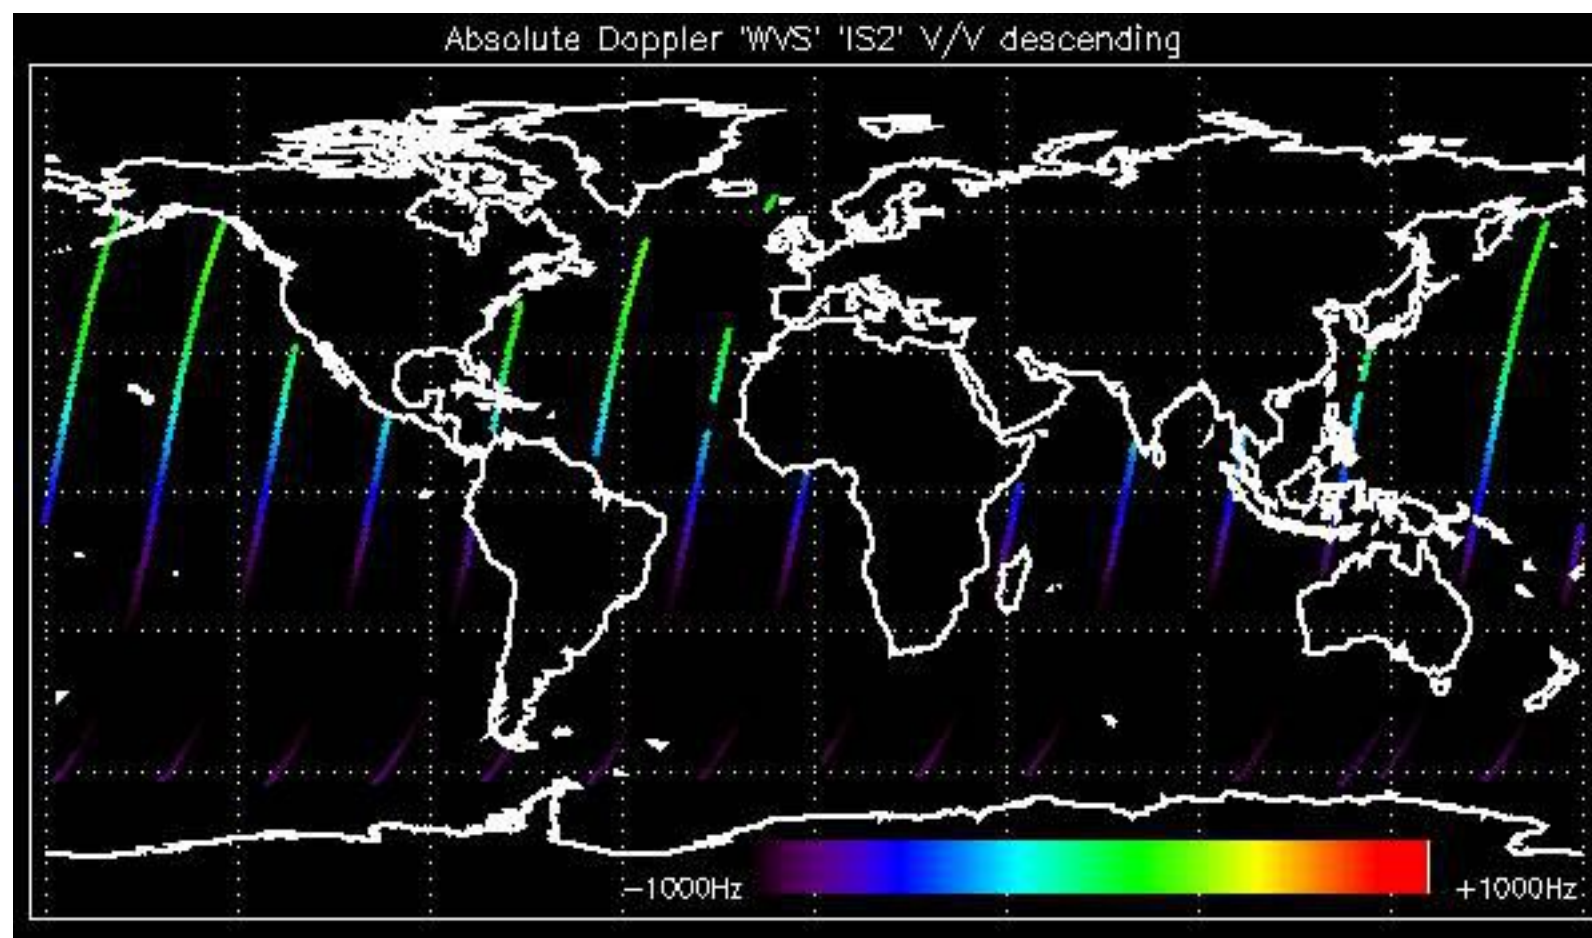 Absolute Doppler 'WVS' 'IS2' V/V descending
-1000Hz +1000Hz